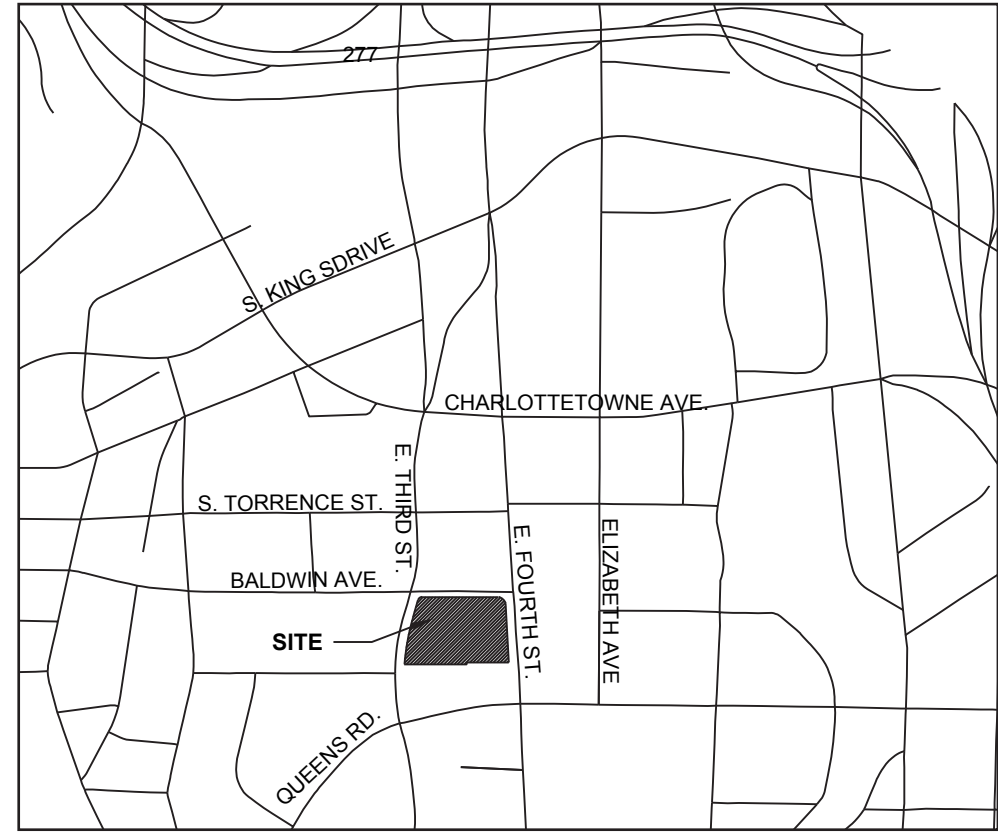 277
S. KING SDRIVE
CHARLOTTETOWNE AVE.
E. THIRD ST.
S. TORRENCE ST.
E. FOURTH ST.
ELIZABETH AVE
BALDWIN AVE.
SITE
QUEENS RD.